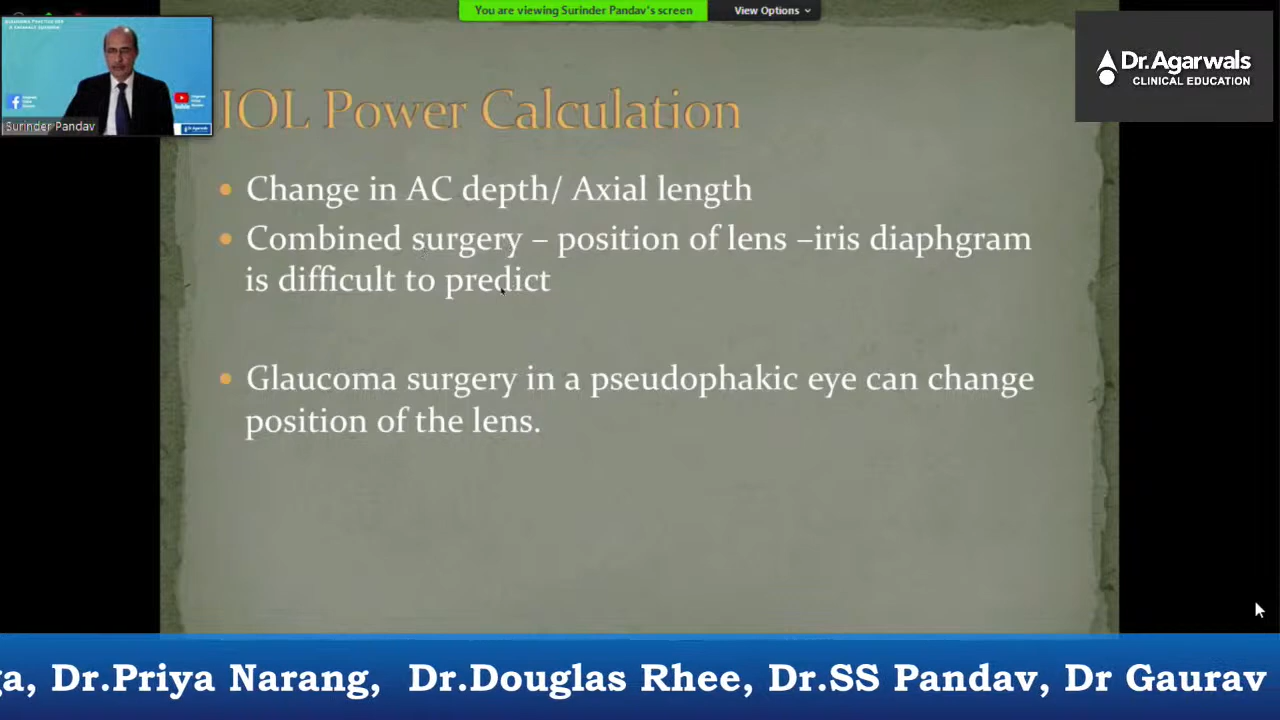 You are viewing Surinder Pandav's screen
View Options
Dr.Agarwals
CLINICAL EDUCATION
Surinder Pandav
IOL Power Calculation
• Change in AC depth/ Axial length
• Combined surgery – position of lens –iris diaphgram
is difficult to predict
• Glaucoma surgery in a pseudophakic eye can change
position of the lens.
ga, Dr.Priya Narang, Dr.Douglas Rhee, Dr.SS Pandav, Dr Gaurav